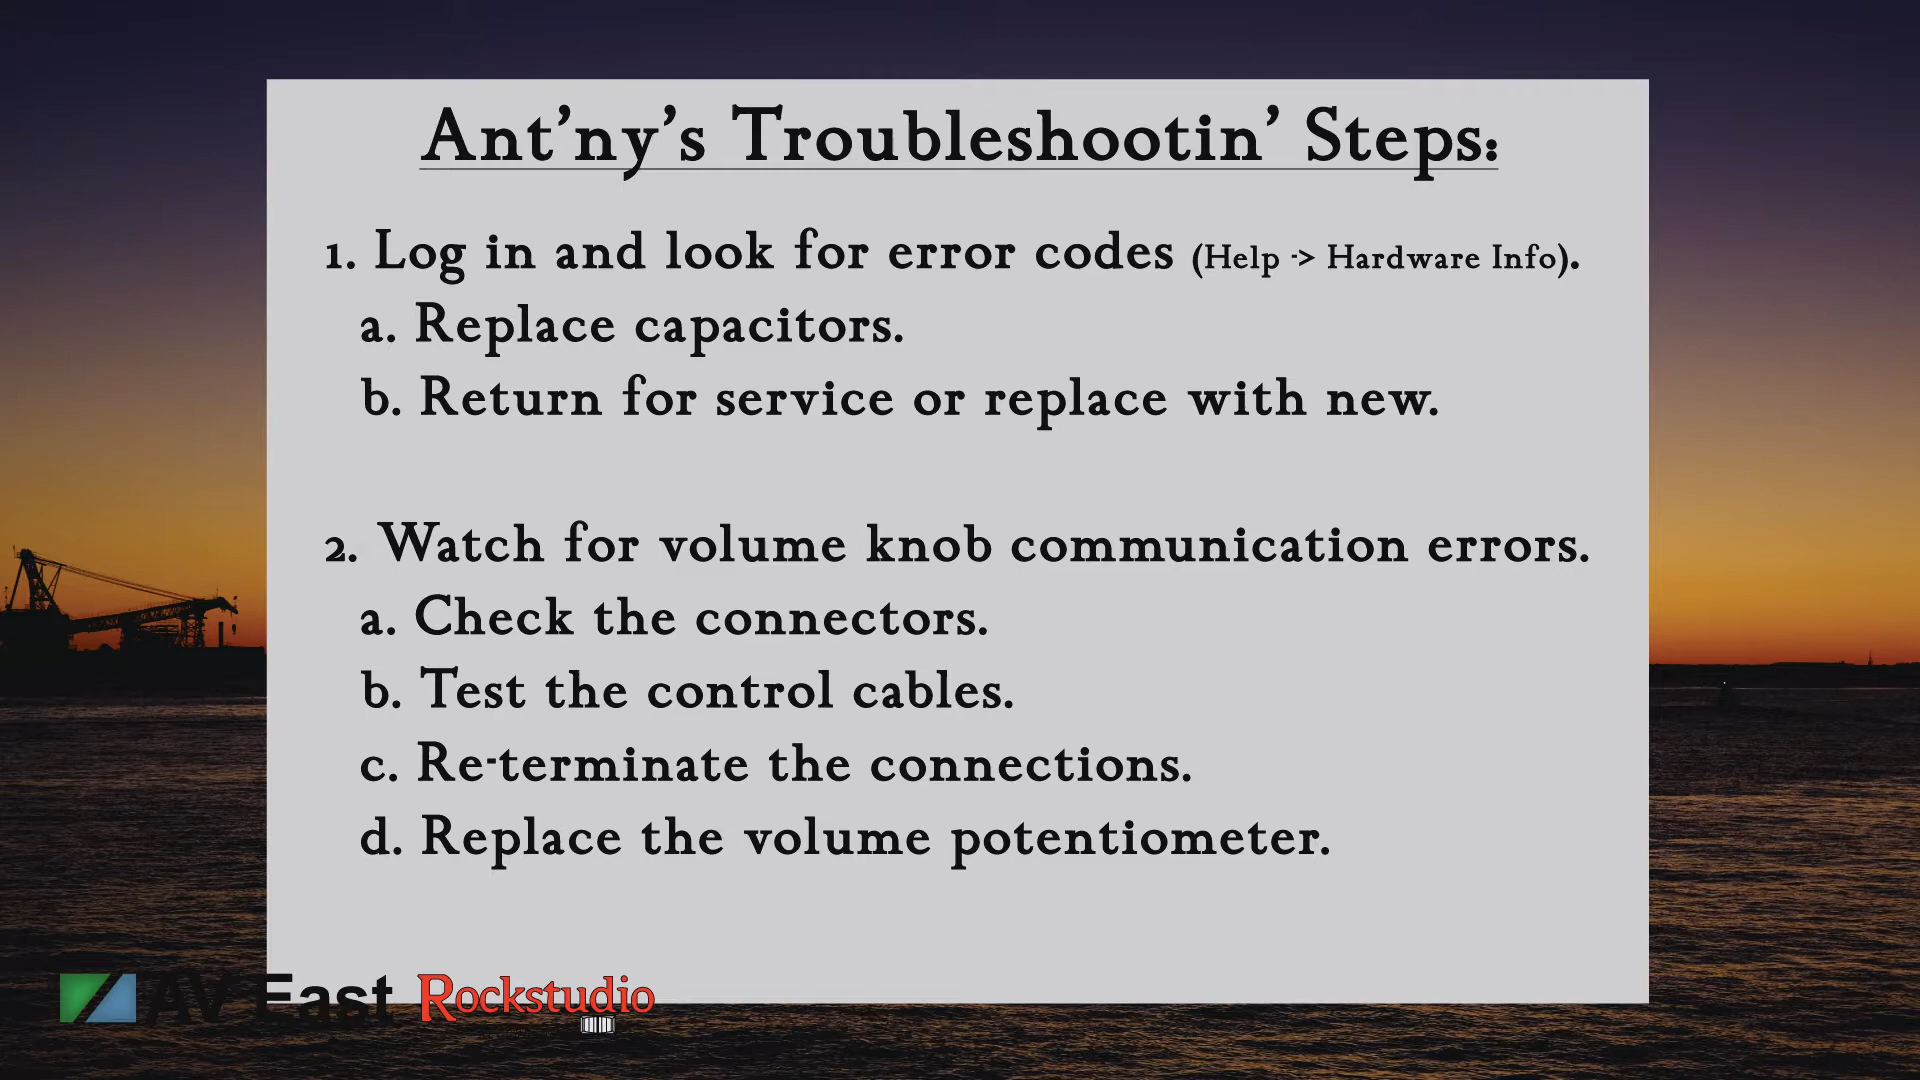 Ant’ny’s Troubleshootin’ Steps:
1. Log in and look for error codes (Help -> Hardware Info).
a. Replace capacitors.
b. Return for service or replace with new.
2. Watch for volume knob communication errors.
a. Check the connectors.
b. Test the control cables.
c. Re-terminate the connections.
d. Replace the volume potentiometer.
AV East Rockstudio